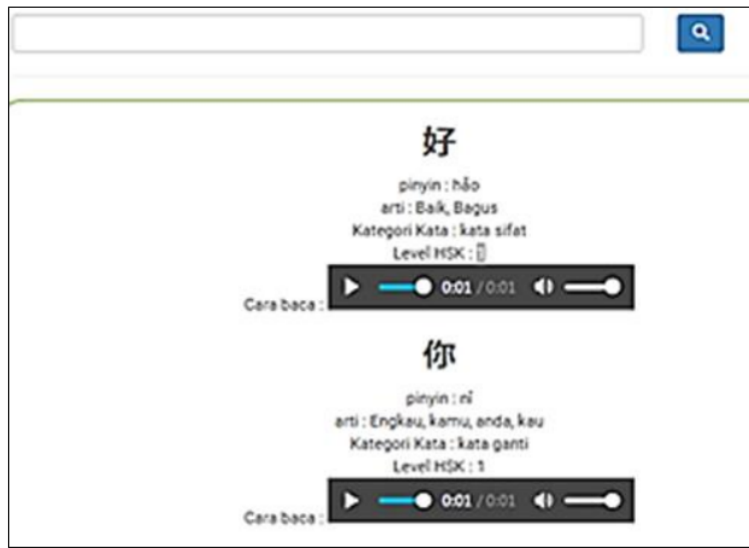 好
pinyin : hǎo
arti : Baik, Bagus
Kategori Kata : kata sifat
Level HSK :
Cara baca : 0:01 / 0:01
你
pinyin : nǐ
arti : Engkau, kamu, anda, kau
Kategori Kata : kata ganti
Level HSK : 1
Cara baca : 0:01 / 0:01